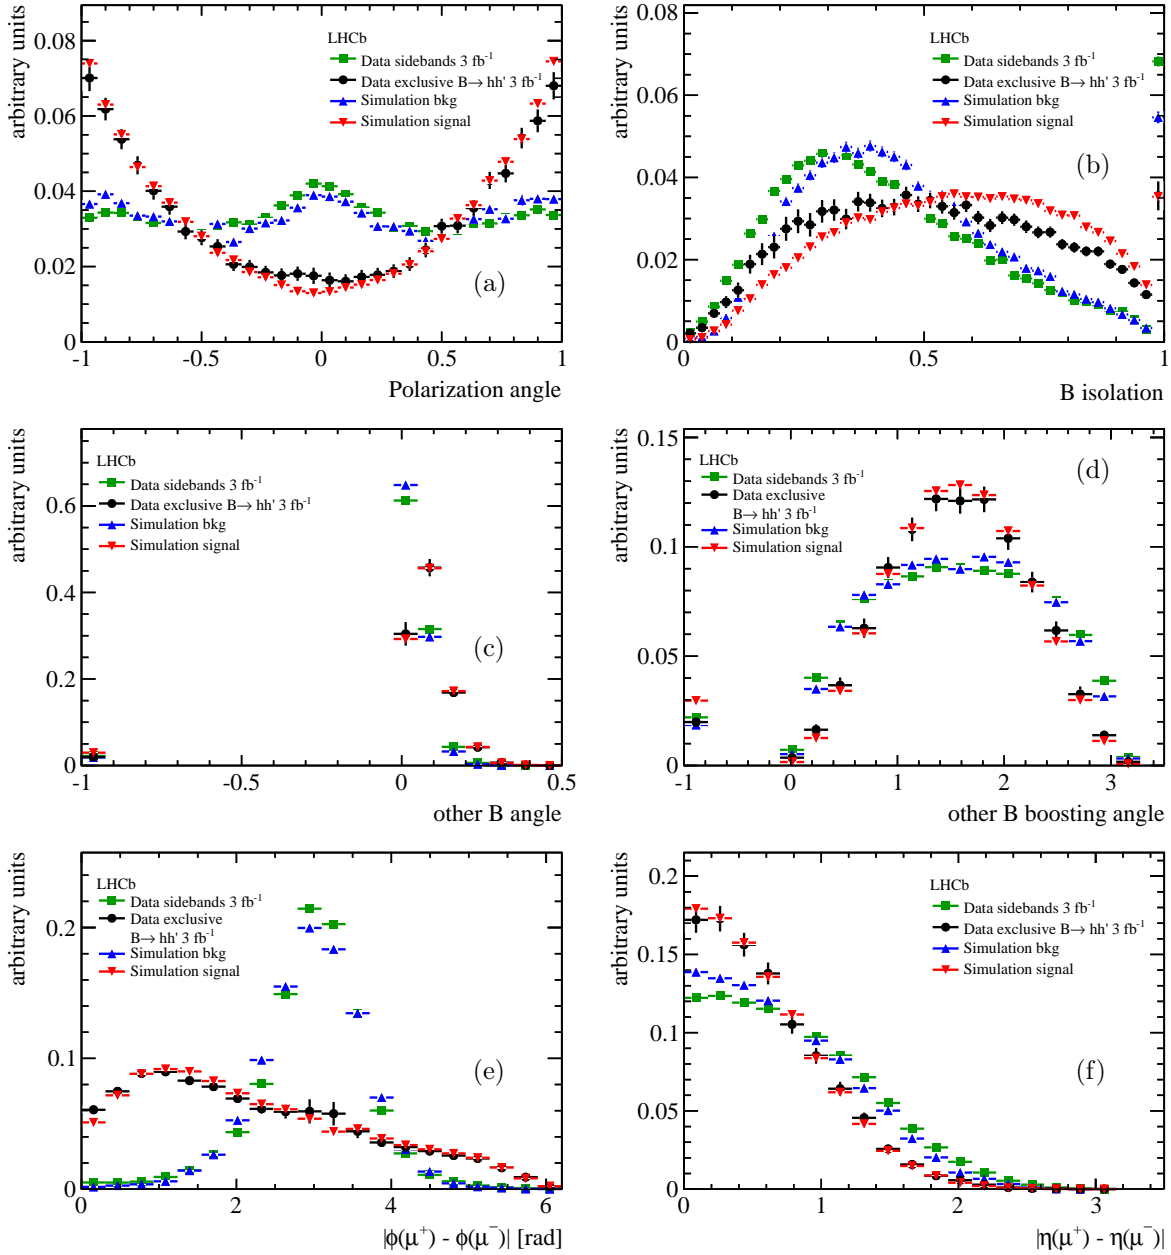 arbitrary units
0.08
0.06
0.04
0.02
0
LHCb
Data sidebands 3 fb⁻¹
Data exclusive B→ hh' 3 fb⁻¹
Simulation bkg
Simulation signal
(a)
-1 -0.5 0 0.5 1
Polarization angle
arbitrary units
0.08
0.06
0.04
0.02
0
LHCb
Data sidebands 3 fb⁻¹
Data exclusive B→ hh' 3 fb⁻¹
Simulation bkg
Simulation signal
(b)
0 0.5 1
B isolation
arbitrary units
0.6
0.4
0.2
0
LHCb
Data sidebands 3 fb⁻¹
Data exclusive B→ hh' 3 fb⁻¹
Simulation bkg
Simulation signal
(c)
-1 -0.5 0 0.5
other B angle
arbitrary units
0.15
0.1
0.05
0
LHCb
Data sidebands 3 fb⁻¹
Data exclusive
B→ hh' 3 fb⁻¹
Simulation bkg
Simulation signal
(d)
-1 0 1 2 3
other B boosting angle
arbitrary units
0.2
0.1
0
LHCb
Data sidebands 3 fb⁻¹
Data exclusive
B→ hh' 3 fb⁻¹
Simulation bkg
Simulation signal
(e)
0 2 4 6
|ϕ(μ⁺) - ϕ(μ⁻)| [rad]
arbitrary units
0.2
0.15
0.1
0.05
0
LHCb
Data sidebands 3 fb⁻¹
Data exclusive B→ hh' 3 fb⁻¹
Simulation bkg
Simulation signal
(f)
0 1 2 3
|η(μ⁺) - η(μ⁻)|